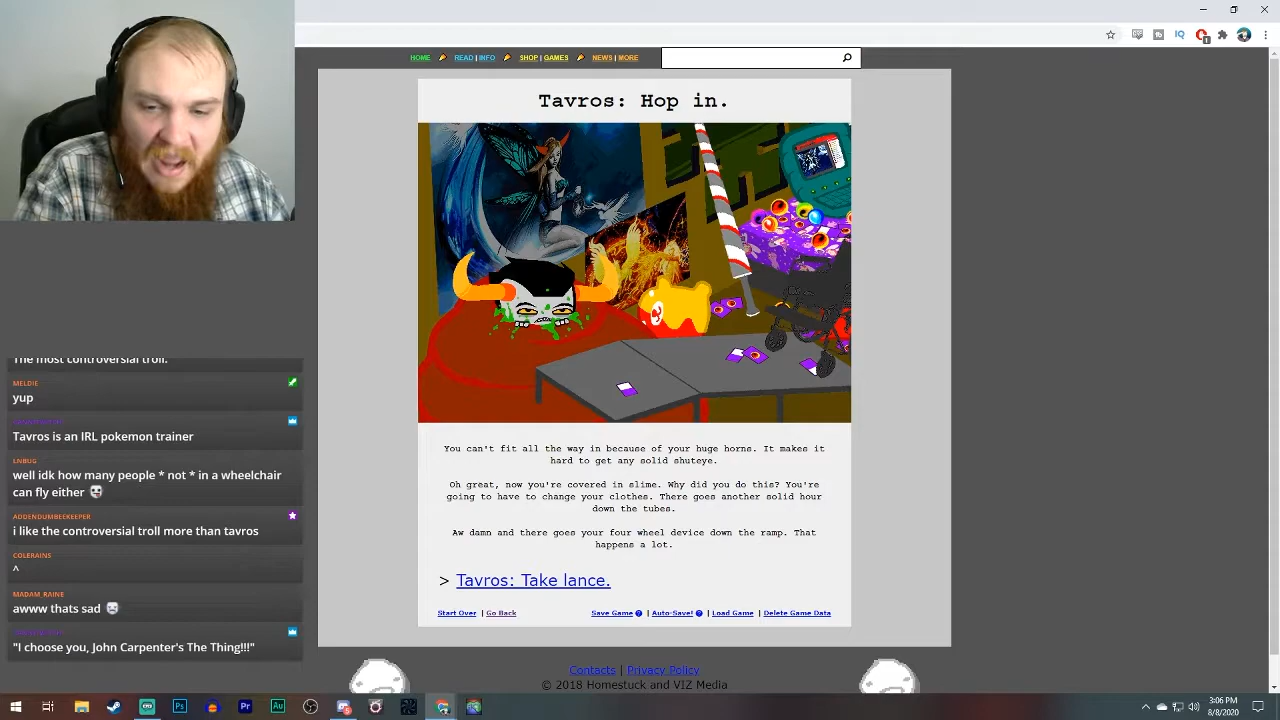 HOME READ | INFO SHOP | GAMES NEWS | MORE
Tavros: Hop in.
You can't fit all the way in because of your huge horns. It makes it
hard to get any solid shuteye.
Oh great, now you're covered in slime. Why did you do this? You're
going to have to change your clothes. There goes another solid hour
down the tubes.
Aw damn and there goes your four wheel device down the ramp. That
happens a lot.
> Tavros: Take lance.
Start Over | Go Back Save Game ? | Auto-Save! ? | Load Game | Delete Game Data
Contacts | Privacy Policy
© 2018 Homestuck and VIZ Media
The most controversial troll.
MELDIE
yup
Tavros is an IRL pokemon trainer
LNBUG
well idk how many people * not * in a wheelchair
can fly either
ADDENDUMBEEKEEPER
i like the controversial troll more than tavros
COLERAINS
^
MADAM_RAINE
awww thats sad
"I choose you, John Carpenter's The Thing!!!"
3:06 PM
8/8/2020